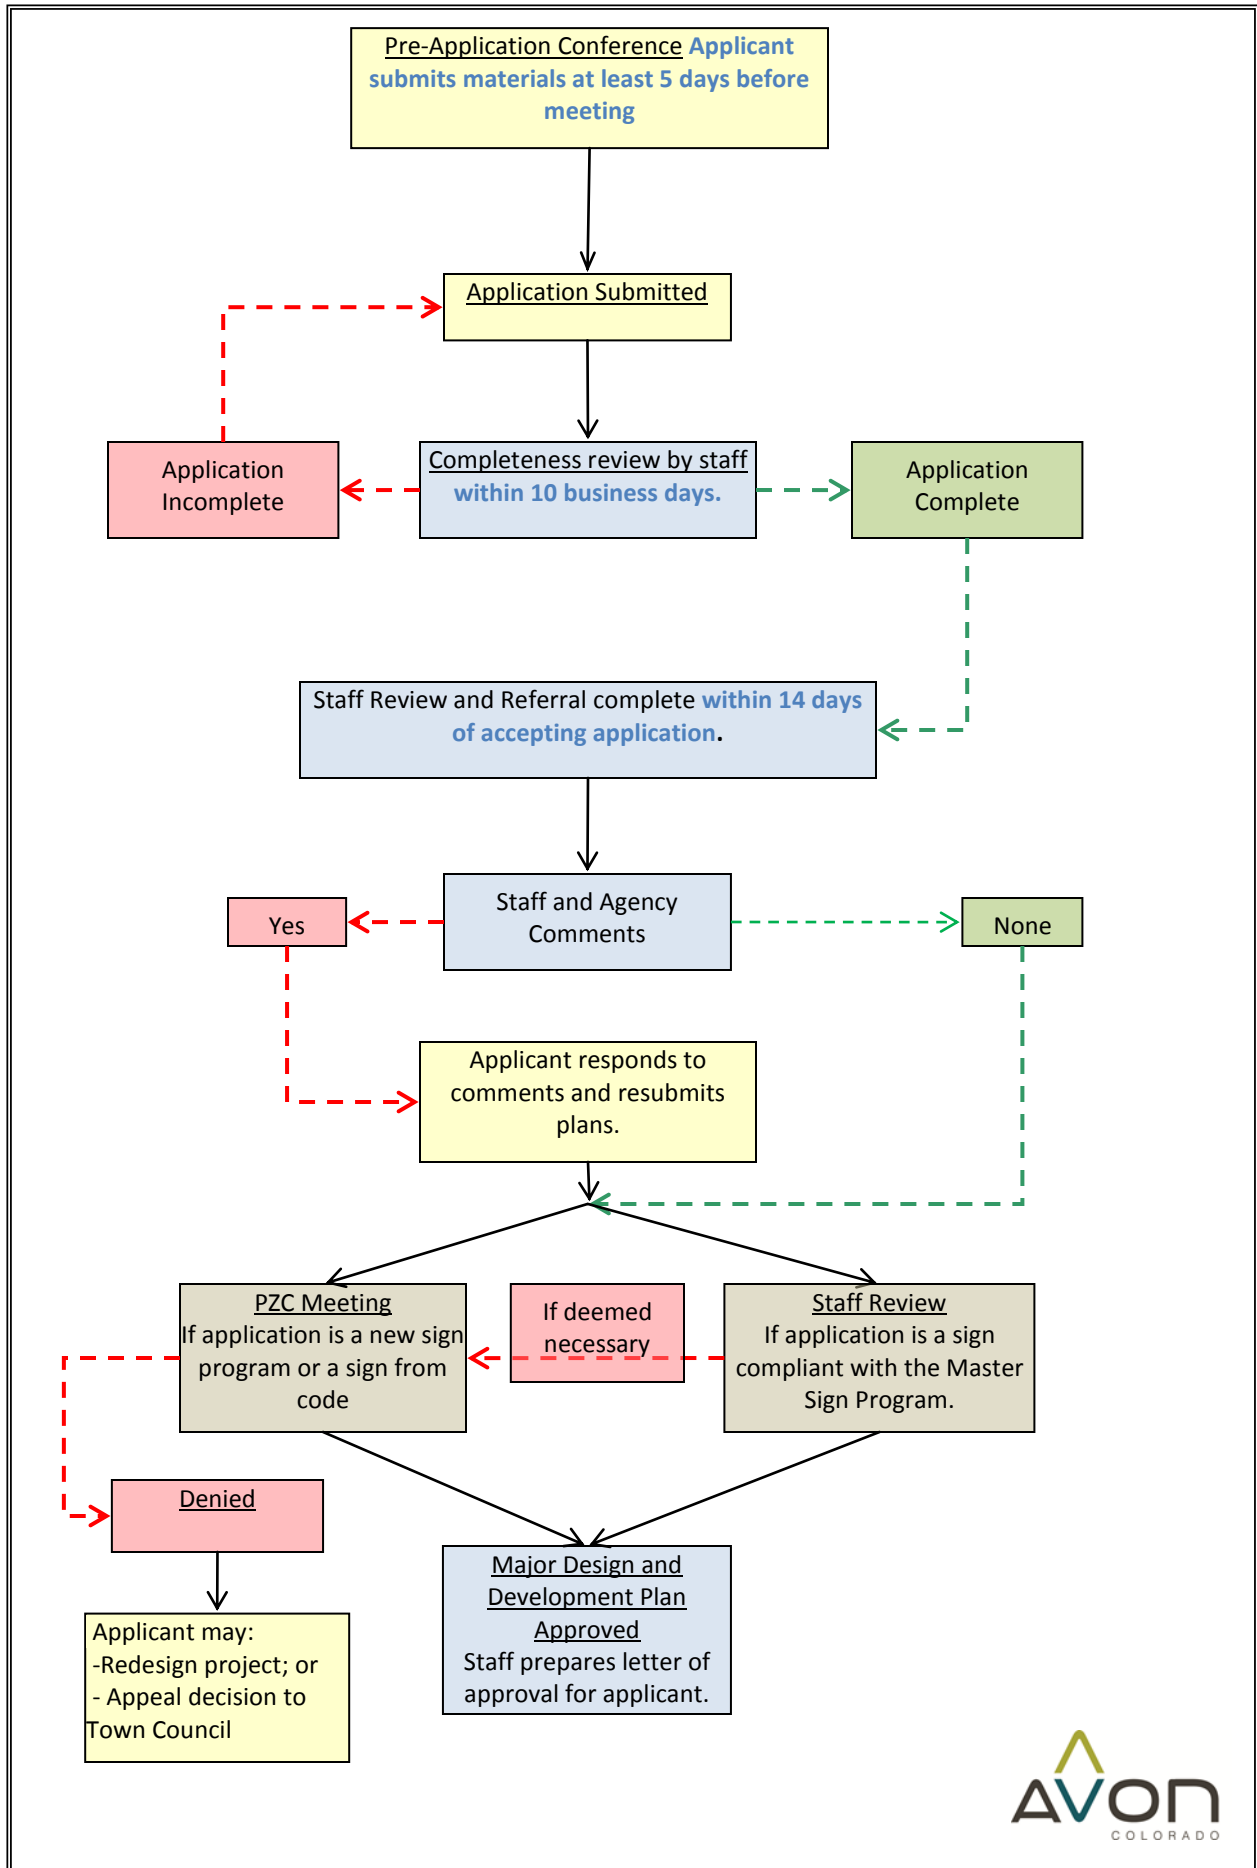 Pre-Application Conference Applicant
submits materials at least 5 days before
meeting
Application Submitted
Application
Incomplete
Completeness review by staff
within 10 business days.
Application
Complete
Staff Review and Referral complete within 14 days
of accepting application.
Yes
Staff and Agency
Comments
None
Applicant responds to
comments and resubmits
plans.
PZC Meeting
If application is a new sign
program or a sign from
code
If deemed
necessary
Staff Review
If application is a sign
compliant with the Master
Sign Program.
Denied
Major Design and
Development Plan
Approved
Staff prepares letter of
approval for applicant.
Applicant may:
-Redesign project; or
- Appeal decision to
Town Council
AVON
COLORADO